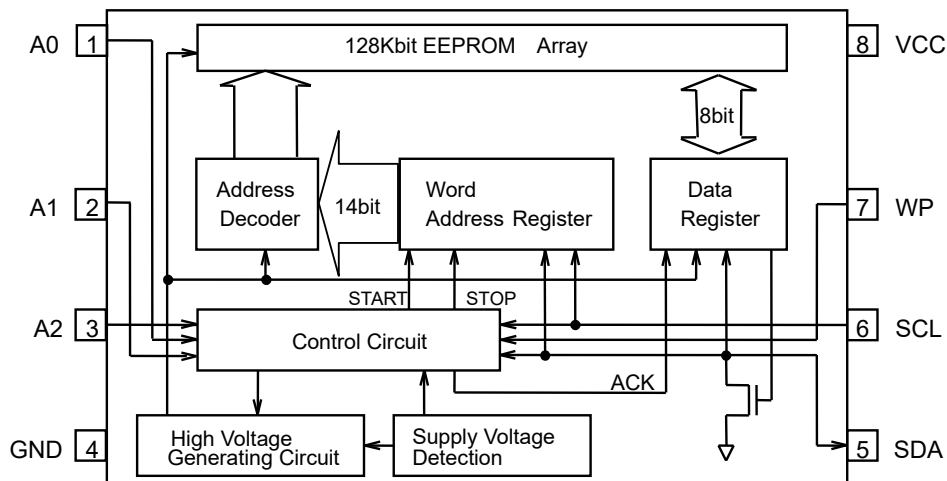 128Kbit EEPROM Array
A0 1
8 VCC
8bit
Address
Decoder
14bit
Word
Address Register
Data
Register
A1 2
7 WP
START
STOP
A2 3
6 SCL
Control Circuit
ACK
High Voltage
Generating Circuit
Supply Voltage
Detection
GND 4
5 SDA